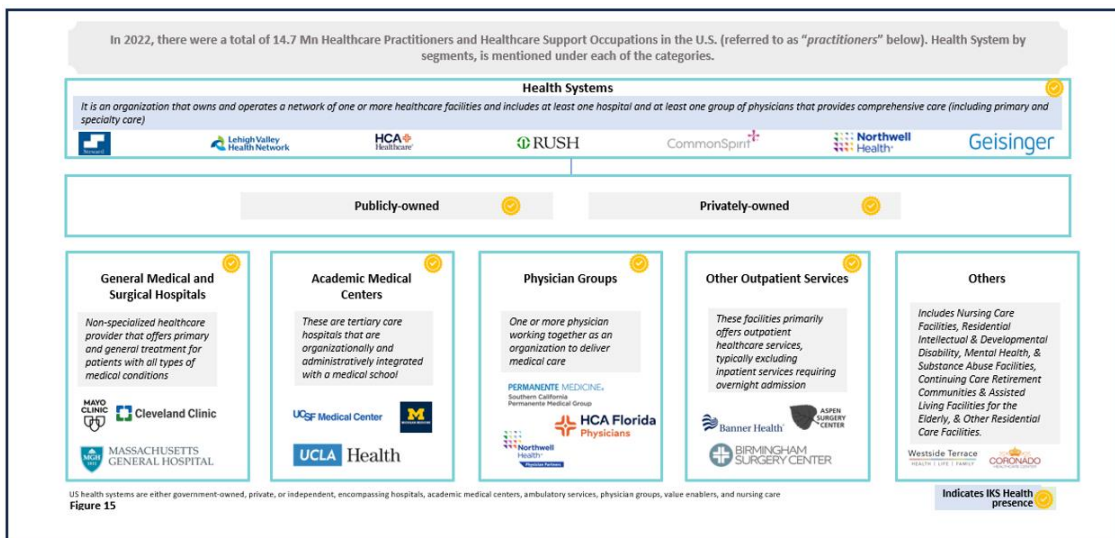 In 2022, there were a total of 14.7 Mn Healthcare Practitioners and Healthcare Support Occupations in the U.S. (referred to as “practitioners” below). Health System by
segments, is mentioned under each of the categories.
Health Systems
It is an organization that owns and operates a network of one or more healthcare facilities and includes at least one hospital and at least one group of physicians that provides comprehensive care (including primary and
specialty care)
Steward
Lehigh Valley
Health Network
HCA
Healthcare
RUSH
CommonSpirit
Northwell
Health
Geisinger
Publicly-owned
Privately-owned
General Medical and
Surgical Hospitals
Non-specialized healthcare
provider that offers primary
and general treatment for
patients with all types of
medical conditions
MAYO
CLINIC
Cleveland Clinic
MGH
1811
MASSACHUSETTS
GENERAL HOSPITAL
Academic Medical
Centers
These are tertiary care
hospitals that are
organizationally and
administratively integrated
with a medical school
UCSF Medical Center
M
MICHIGAN MEDICINE
UCLA Health
Physician Groups
One or more physician
working together as an
organization to deliver
medical care
PERMANENTE MEDICINE®
Southern California
Permanente Medical Group
HCA Florida
Physicians
Northwell
Health
Physician Partners
Other Outpatient Services
These facilities primarily
offers outpatient
healthcare services,
typically excluding
inpatient services requiring
overnight admission
Banner Health
ASPEN
SURGERY
CENTER
BIRMINGHAM
SURGERY CENTER
Others
Includes Nursing Care
Facilities, Residential
Intellectual & Developmental
Disability, Mental Health, &
Substance Abuse Facilities,
Continuing Care Retirement
Communities & Assisted
Living Facilities for the
Elderly, & Other Residential
Care Facilities.
Westside Terrace
HEALTH | LIFE | FAMILY
CORONADO
HEALTHCARE CENTER
US health systems are either government-owned, private, or independent, encompassing hospitals, academic medical centers, ambulatory services, physician groups, value enablers, and nursing care
Figure 15
Indicates IKS Health
presence